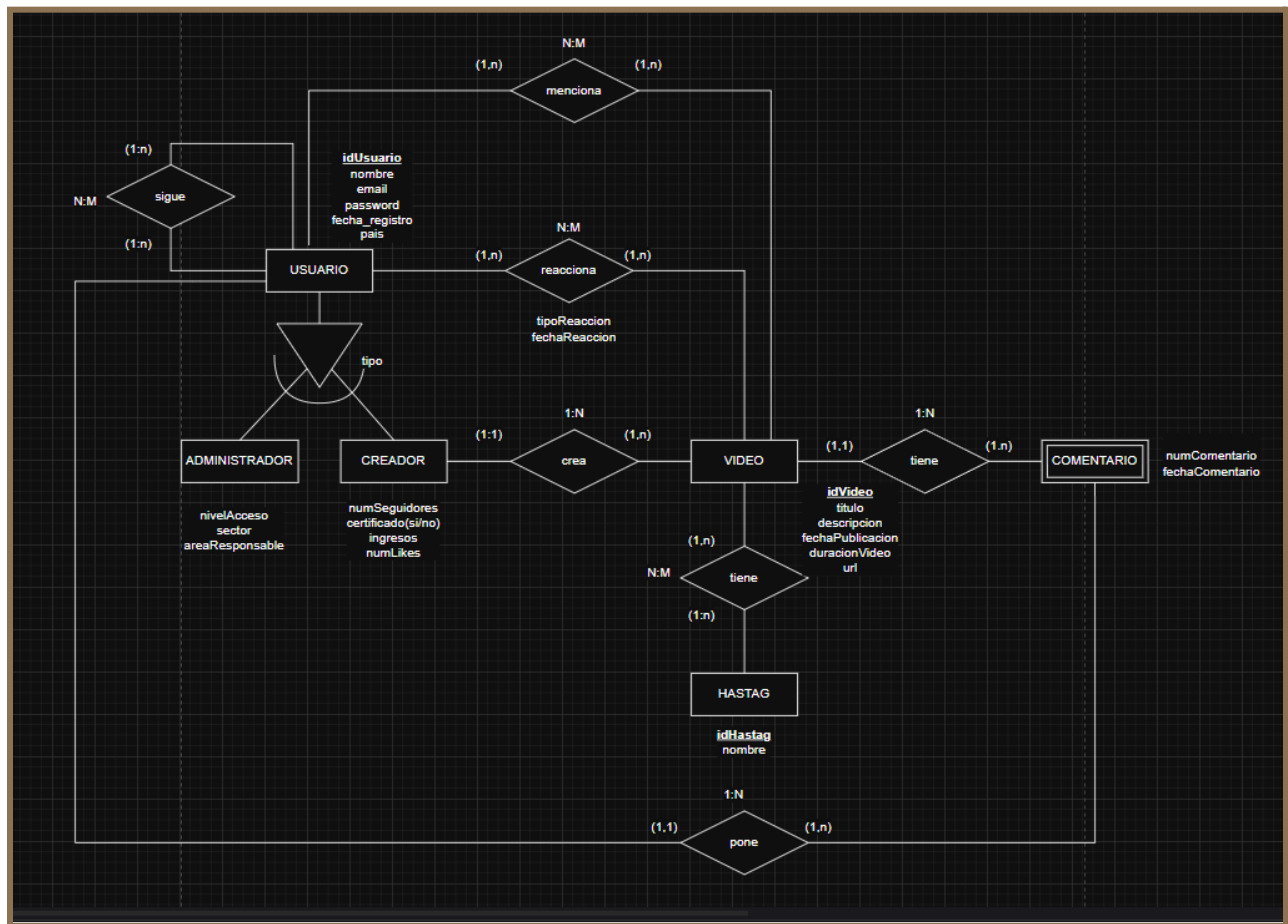 N:M
(1,n)
(1,n)
menciona
(1:n)
N:M
sigue
(1:n)
idUsuario
nombre
email
password
fecha_registro
pais
USUARIO
N:M
(1,n)
(1,n)
reacciona
tipoReaccion
fechaReaccion
tipo
ADMINISTRADOR
nivelAcceso
sector
areaResponsable
CREADOR
numSeguidores
certificado(si/no)
ingresos
numLikes
1:N
(1:1)
(1,n)
crea
VIDEO
idVideo
titulo
descripcion
fechaPublicacion
duracionVideo
url
1:N
(1,1)
(1.n)
tiene
COMENTARIO
numComentario
fechaComentario
(1,n)
N:M
tiene
(1:n)
HASTAG
idHastag
nombre
1:N
(1,1)
(1,n)
pone